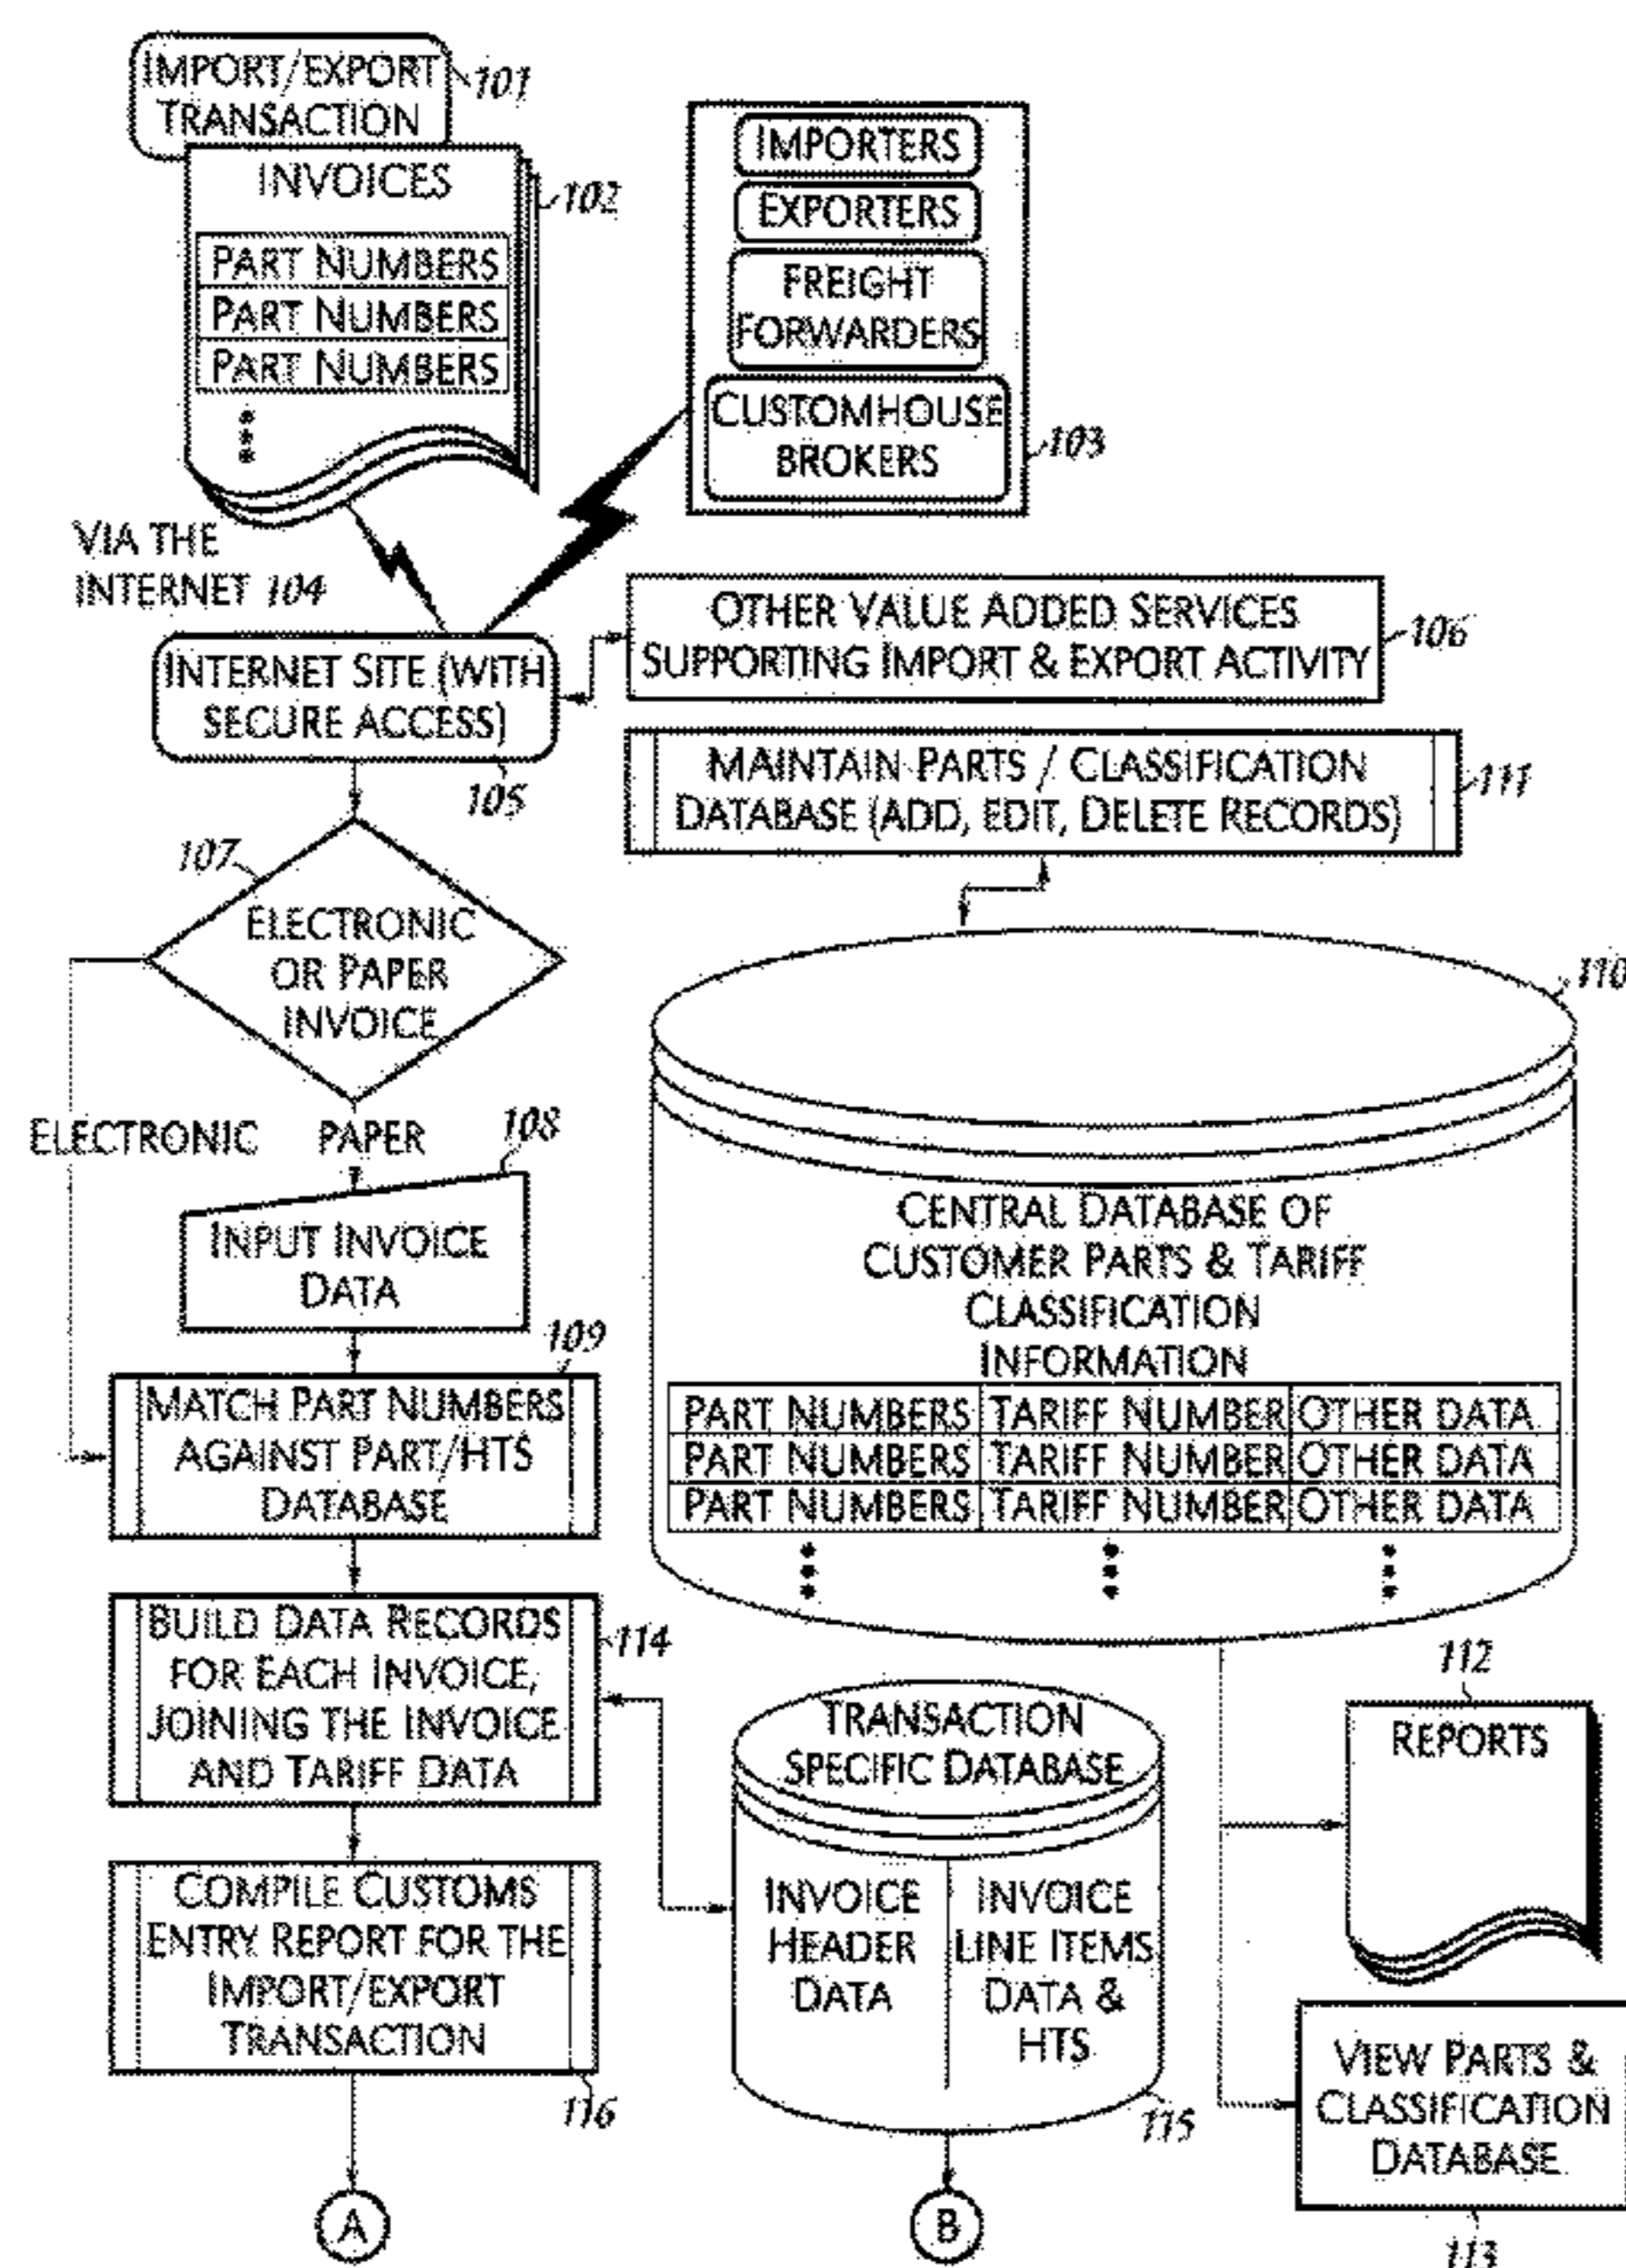 IMPORT/EXPORT
TRANSACTION
101
INVOICES
102
PART NUMBERS
PART NUMBERS
PART NUMBERS
IMPORTERS
EXPORTERS
FREIGHT
FORWARDERS
CUSTOMHOUSE
BROKERS
103
VIA THE
INTERNET 104
INTERNET SITE (WITH
SECURE ACCESS)
105
OTHER VALUE ADDED SERVICES
SUPPORTING IMPORT & EXPORT ACTIVITY
106
MAINTAIN PARTS / CLASSIFICATION
DATABASE (ADD, EDIT, DELETE RECORDS)
111
107
ELECTRONIC
OR PAPER
INVOICE
ELECTRONIC
PAPER
108
INPUT INVOICE
DATA
109
MATCH PART NUMBERS
AGAINST PART/HTS
DATABASE
110
CENTRAL DATABASE OF
CUSTOMER PARTS & TARIFF
CLASSIFICATION
INFORMATION
PART NUMBERS TARIFF NUMBER OTHER DATA
PART NUMBERS TARIFF NUMBER OTHER DATA
PART NUMBERS TARIFF NUMBER OTHER DATA
BUILD DATA RECORDS
FOR EACH INVOICE,
JOINING THE INVOICE
AND TARIFF DATA
114
TRANSACTION
SPECIFIC DATABASE
INVOICE
HEADER
DATA
INVOICE
LINE ITEMS
DATA &
HTS
115
112
REPORTS
COMPILE CUSTOMS
ENTRY REPORT FOR THE
IMPORT/EXPORT
TRANSACTION
116
VIEW PARTS &
CLASSIFICATION
DATABASE
113
A
B